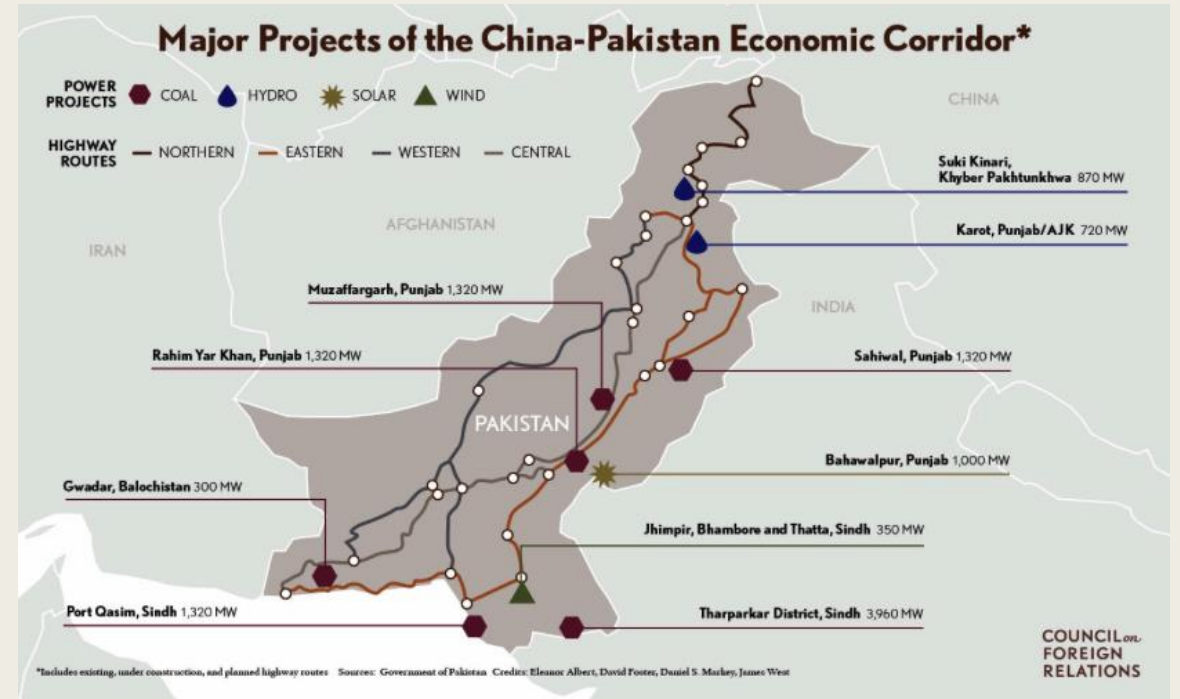 Major Projects of the China-Pakistan Economic Corridor*
POWER
PROJECTS
COAL
HYDRO
SOLAR
WIND
HIGHWAY
ROUTES
NORTHERN
EASTERN
WESTERN
CENTRAL
CHINA
Suki Kinari,
Khyber Pakhtunkhwa 870 MW
AFGHANISTAN
Karot, Punjab/AJK 720 MW
IRAN
Muzaffargarh, Punjab 1,320 MW
INDIA
Rahim Yar Khan, Punjab 1,320 MW
Sahiwal, Punjab 1,320 MW
PAKISTAN
Bahawalpur, Punjab 1,000 MW
Gwadar, Balochistan 300 MW
Jhimpir, Bhambore and Thatta, Sindh 350 MW
Port Qasim, Sindh 1,320 MW
Tharparkar District, Sindh 3,960 MW
COUNCIL on
FOREIGN
RELATIONS
*Includes existing, under construction, and planned highway routes Sources: Government of Pakistan Credits: Eleanor Albert, David Foster, Daniel S. Markey, James West